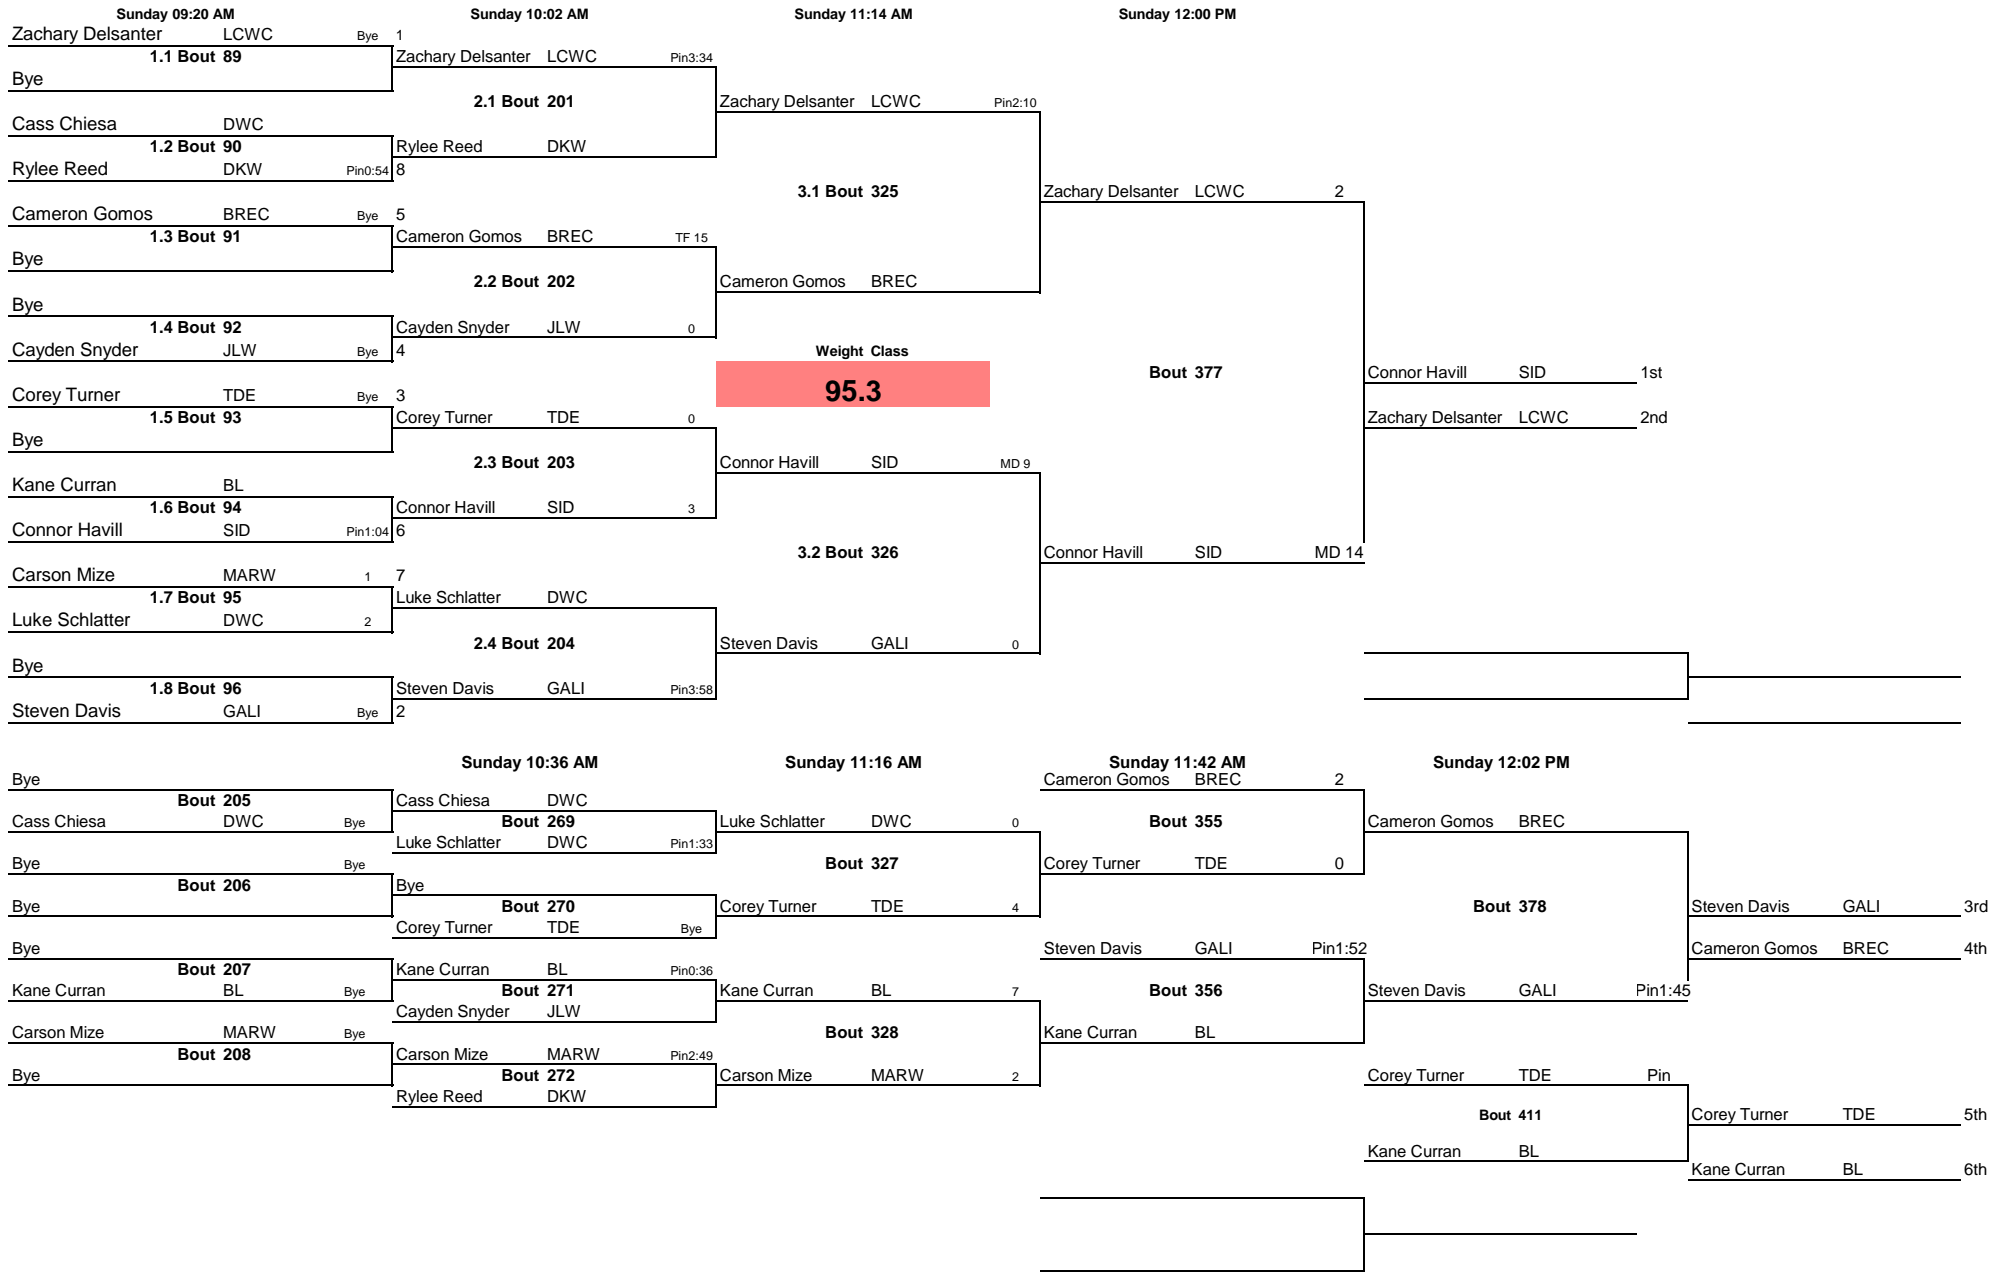 Sunday 09:20 AM Sunday 10:02 AM Sunday 11:14 AM Sunday 12:00 PM
Zachary Delsanter LCWC Bye 1
1.1 Bout 89 Zachary Delsanter LCWC Pin3:34
Bye
2.1 Bout 201 Zachary Delsanter LCWC Pin2:10
Cass Chiesa DWC
1.2 Bout 90 Rylee Reed DKW
Rylee Reed DKW Pin0:54 8
3.1 Bout 325 Zachary Delsanter LCWC 2
Cameron Gomos BREC Bye 5
1.3 Bout 91 Cameron Gomos BREC TF 15
Bye
2.2 Bout 202 Cameron Gomos BREC
Bye
1.4 Bout 92 Cayden Snyder JLW 0
Cayden Snyder JLW Bye 4 Weight Class
Bout 377 Connor Havill SID 1st
Corey Turner TDE Bye 3 95.3
1.5 Bout 93 Corey Turner TDE 0 Zachary Delsanter LCWC 2nd
Bye
2.3 Bout 203 Connor Havill SID MD 9
Kane Curran BL
1.6 Bout 94 Connor Havill SID 3
Connor Havill SID Pin1:04 6
3.2 Bout 326 Connor Havill SID MD 14
Carson Mize MARW 1 7
1.7 Bout 95 Luke Schlatter DWC
Luke Schlatter DWC 2
2.4 Bout 204 Steven Davis GALI 0
Bye
1.8 Bout 96 Steven Davis GALI Pin3:58
Steven Davis GALI Bye 2
Sunday 10:36 AM Sunday 11:16 AM Sunday 11:42 AM Sunday 12:02 PM
Bye Cameron Gomos BREC 2
Bout 205 Cass Chiesa DWC
Cass Chiesa DWC Bye Bout 269 Luke Schlatter DWC 0 Bout 355 Cameron Gomos BREC
Luke Schlatter DWC Pin1:33
Bye Bye Bout 327 Corey Turner TDE 0
Bout 206 Bye
Bye Bout 270 Corey Turner TDE 4 Bout 378 Steven Davis GALI 3rd
Corey Turner TDE Bye
Bye Steven Davis GALI Pin1:52 Cameron Gomos BREC 4th
Bout 207 Kane Curran BL Pin0:36
Kane Curran BL Bye Bout 271 Kane Curran BL 7 Bout 356 Steven Davis GALI Pin1:45
Cayden Snyder JLW
Carson Mize MARW Bye Bout 328 Kane Curran BL
Bout 208 Carson Mize MARW Pin2:49
Bye Bout 272 Carson Mize MARW 2 Corey Turner TDE Pin
Rylee Reed DKW
Bout 411 Corey Turner TDE 5th
Kane Curran BL
Kane Curran BL 6th